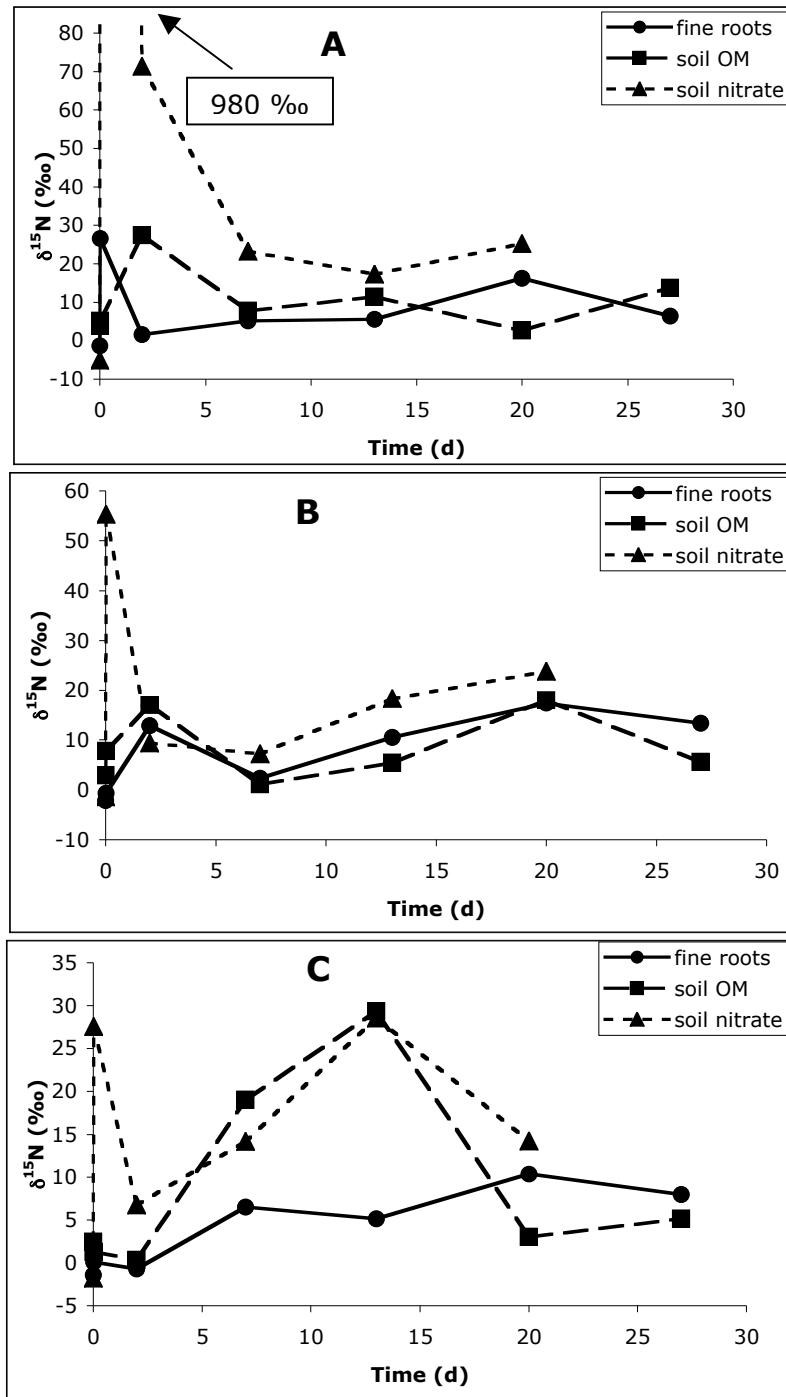 A
fine roots
soil OM
soil nitrate
980 ‰
δ¹⁵N (‰)
80
70
60
50
40
30
20
10
0
-10
0 5 10 15 20 25 30
Time (d)
B
fine roots
soil OM
soil nitrate
δ¹⁵N (‰)
60
50
40
30
20
10
0
-10
0 5 10 15 20 25 30
Time (d)
C
fine roots
soil OM
soil nitrate
δ¹⁵N (‰)
35
30
25
20
15
10
5
0
-5
0 5 10 15 20 25 30
Time (d)